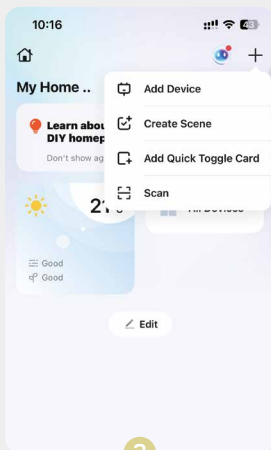 10:16
43
My Home ..
Add Device
Create Scene
Add Quick Toggle Card
Scan
Learn abou
DIY homep
Don't show ag
21
Good
Good
Edit